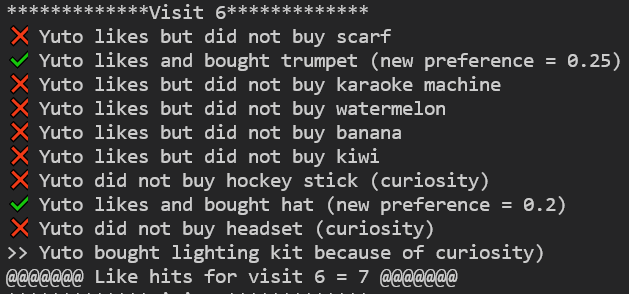 *************Visit 6*************
❌ Yuto likes but did not buy scarf
✔ Yuto likes and bought trumpet (new preference = 0.25)
❌ Yuto likes but did not buy karaoke machine
❌ Yuto likes but did not buy watermelon
❌ Yuto likes but did not buy banana
❌ Yuto likes but did not buy kiwi
❌ Yuto did not buy hockey stick (curiosity)
✔ Yuto likes and bought hat (new preference = 0.2)
❌ Yuto did not buy headset (curiosity)
>> Yuto bought lighting kit because of curiosity)
@@@@@@@ Like hits for visit 6 = 7 @@@@@@@